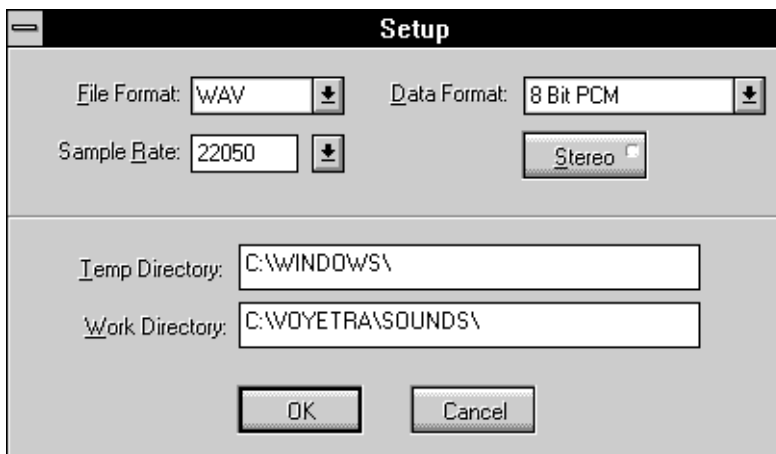 Setup
File Format: WAV Data Format: 8 Bit PCM
Sample Rate: 22050 Stereo
Temp Directory: C:\WINDOWS\
Work Directory: C:\VOYETRA\SOUNDS\
OK Cancel